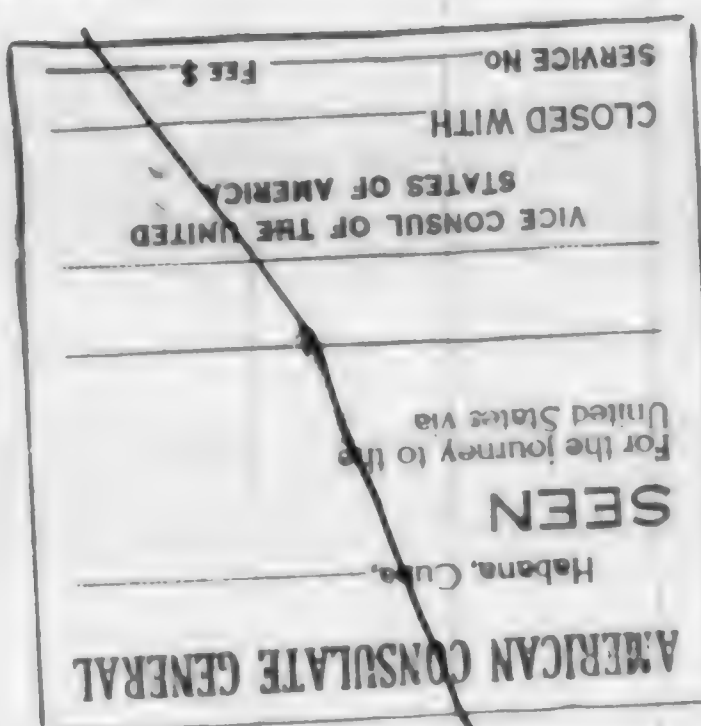 AMERICAN CONSULATE GENERAL
Habana, Cuba,
SEEN
For the journey to the
United States via
VICE CONSUL OF THE UNITED
STATES OF AMERICA
CLOSED WITH
SERVICE No FEE $